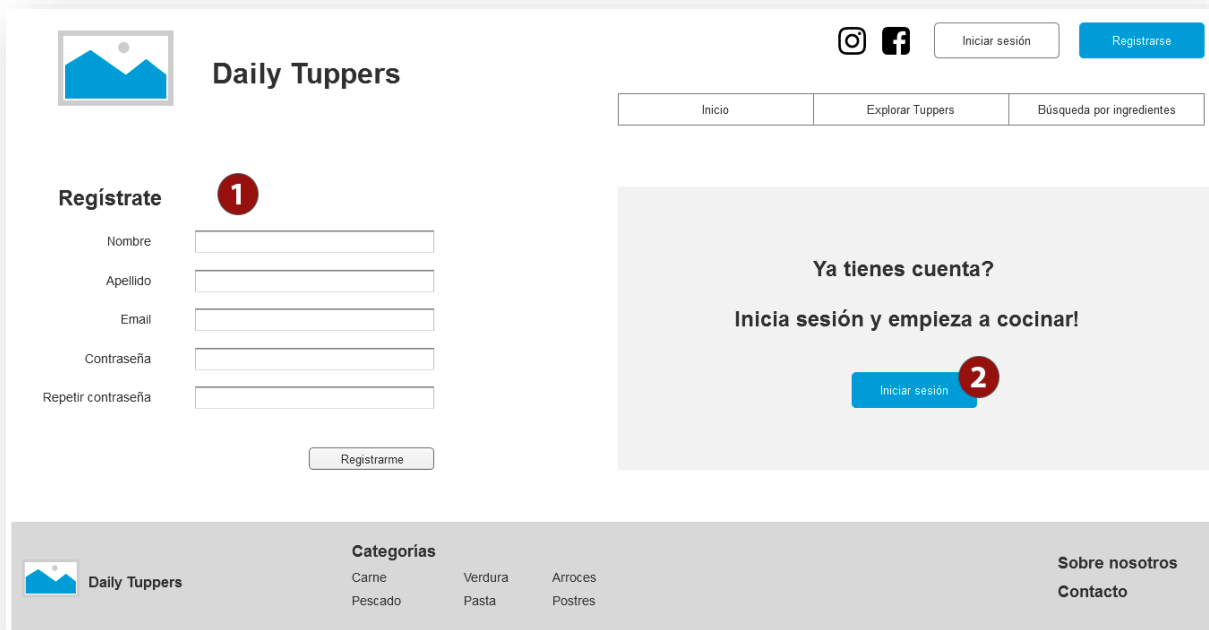 Daily Tuppers
Iniciar sesión
Registrarse
Inicio
Explorar Tuppers
Búsqueda por ingredientes
Regístrate
1
Nombre
Apellido
Email
Contraseña
Repetir contraseña
Registrarme
Ya tienes cuenta?
Inicia sesión y empieza a cocinar!
Iniciar sesión
2
Daily Tuppers
Categorías
Carne Verdura Arroces
Pescado Pasta Postres
Sobre nosotros
Contacto